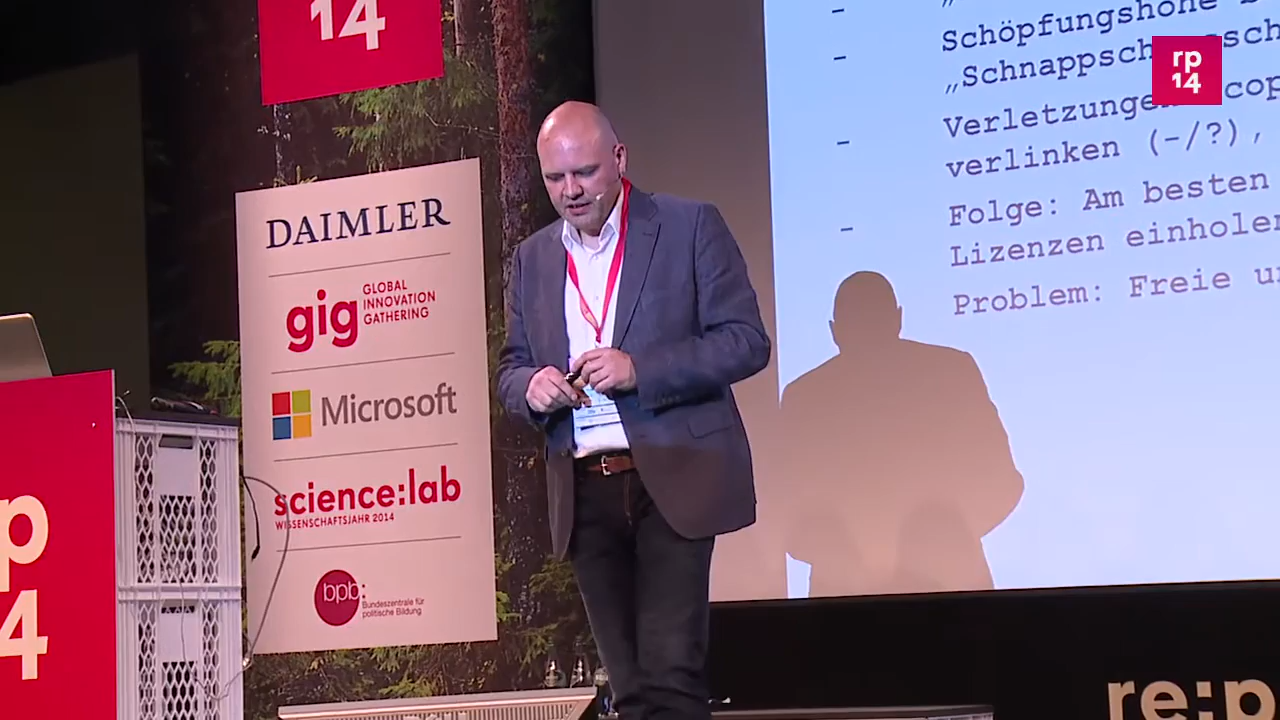 14
DAIMLER
gig
GLOBAL
INNOVATION
GATHERING
Microsoft
science:lab
WISSENSCHAFTSJAHR 2014
bpb:
Bundeszentrale für
politische Bildung
rp
14
-
-
-
-
Schöpfungshöhe
„Schnappsch
Verletzunge
verlinken (-/?),
Folge: Am besten
Lizenzen einholen
Problem: Freie u
rp
14
re:p